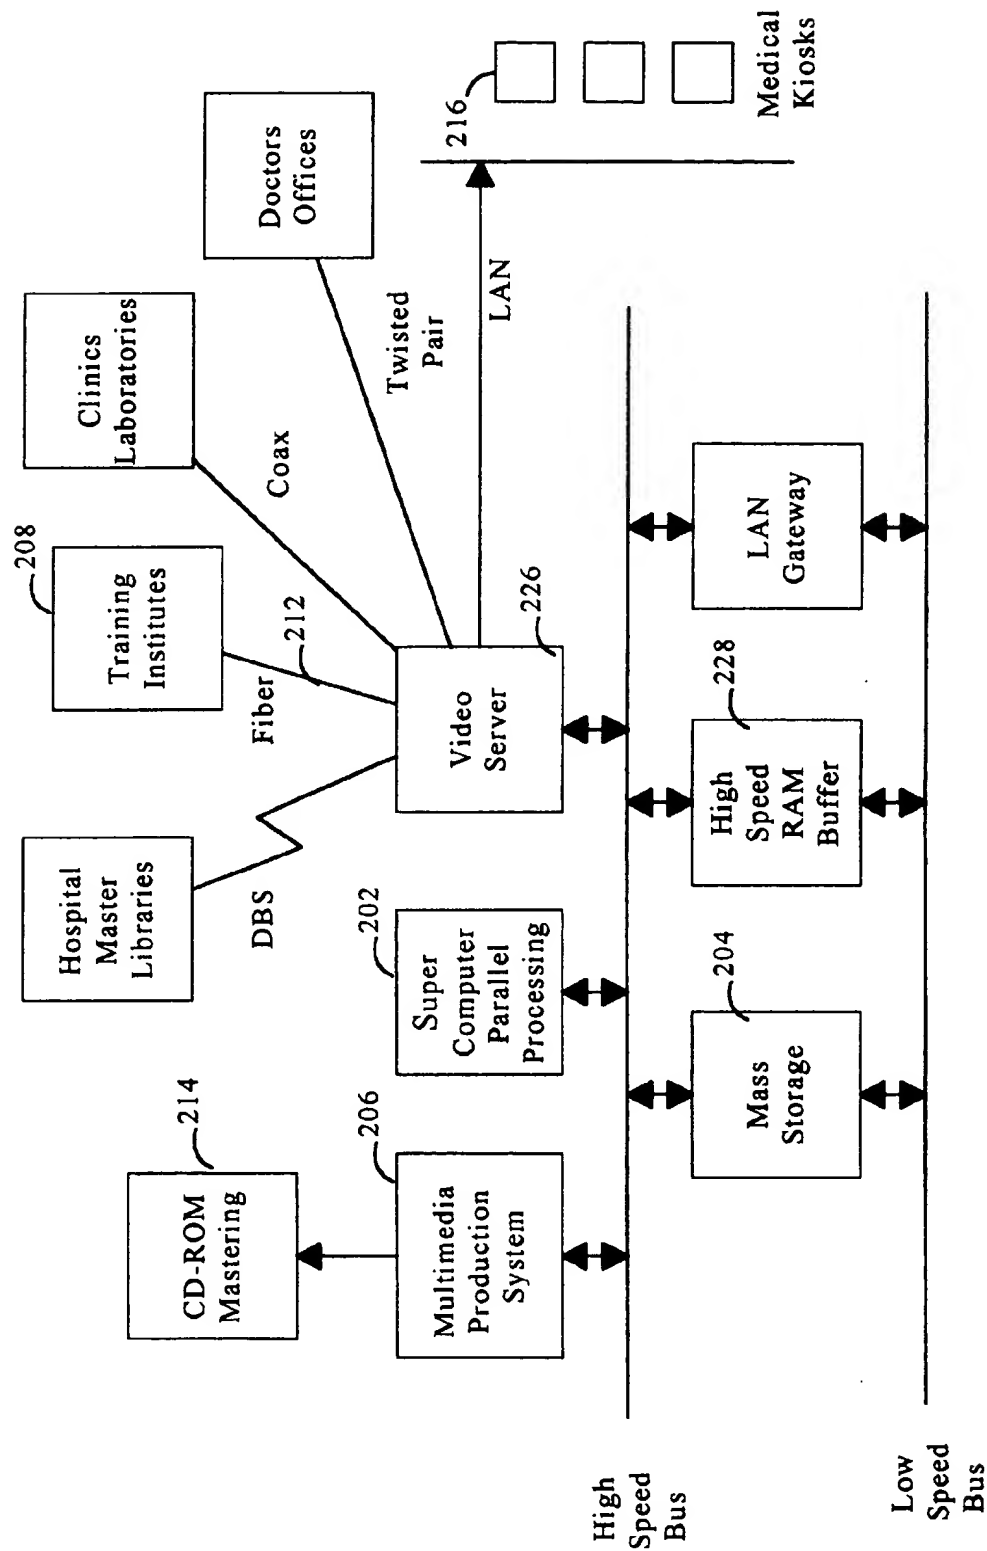 Hospital
Master
Libraries
208
Training
Institutes
Clinics
Laboratories
Doctors
Offices
214
CD-ROM
Mastering
DBS
Fiber
212
Coax
Twisted
Pair
216
206
Multimedia
Production
System
202
Super
Computer
Parallel
Processing
Video
Server
226
LAN
Medical
Kiosks
High
Speed
Bus
204
Mass
Storage
228
High
Speed
RAM
Buffer
LAN
Gateway
Low
Speed
Bus